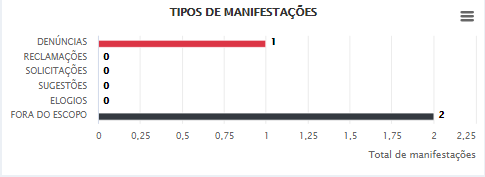 TIPOS DE MANIFESTAÇÕES
DENÚNCIAS 1
RECLAMAÇÕES 0
SOLICITAÇÕES 0
SUGESTÕES 0
ELOGIOS 0
FORA DO ESCOPO 2
0 0,25 0,5 0,75 1 1,25 1,5 1,75 2 2,25
Total de manifestações